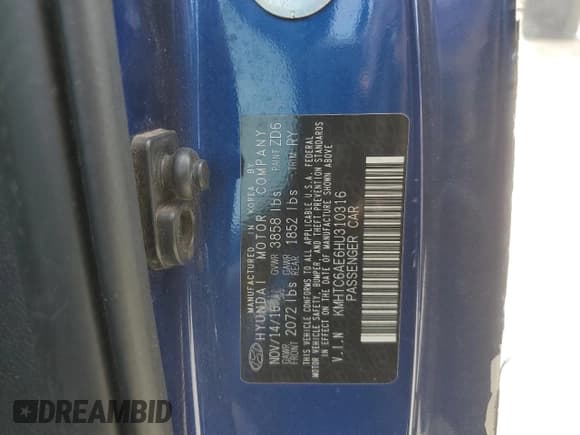 MANUFACTURED IN KOREA BY
HYUNDAI MOTOR COMPANY
NOV/14/16 GVWR 3858 lbs PAINT ZD6
GAWR FRONT 2072 lbs GAWR REAR 1852 lbs TRIM RY
THIS VEHICLE CONFORMS TO ALL APPLICABLE U.S.A. FEDERAL
MOTOR VEHICLE SAFETY, BUMPER, AND THEFT PREVENTION STANDARDS
IN EFFECT ON THE DATE OF MANUFACTURE SHOWN ABOVE
V.I.N KMHTC6AE6HU310316
PASSENGER CAR
DREAMBID